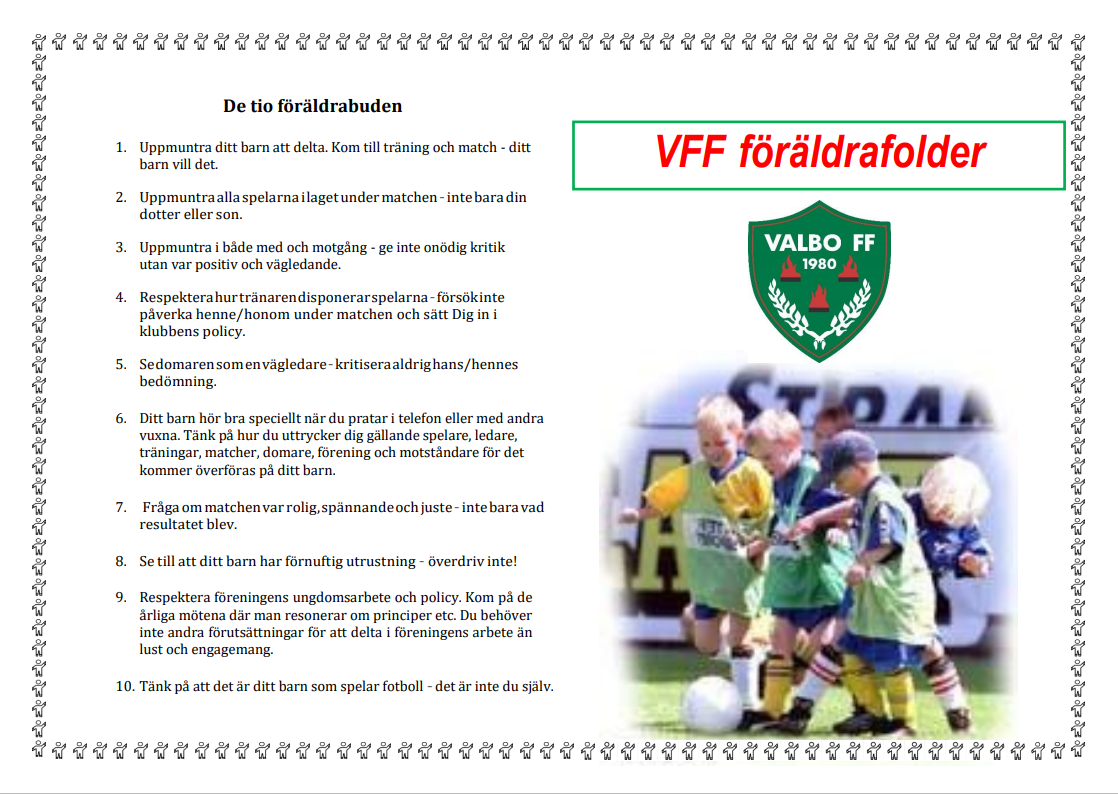 De tio föräldrabuden
1. Uppmuntra ditt barn att delta. Kom till träning och match - ditt
barn vill det.
2. Uppmuntra alla spelarna i laget under matchen - inte bara din
dotter eller son.
3. Uppmuntra i både med och motgång - ge inte onödig kritik
utan var positiv och vägledande.
4. Respektera hur tränaren disponerar spelarna - försök inte
påverka henne/honom under matchen och sätt Dig in i
klubbens policy.
5. Se domaren som en vägledare - kritisera aldrig hans/hennes
bedömning.
6. Ditt barn hör bra speciellt när du pratar i telefon eller med andra
vuxna. Tänk på hur du uttrycker dig gällande spelare, ledare,
träningar, matcher, domare, förening och motståndare för det
kommer överföras på ditt barn.
7. Fråga om matchen var rolig, spännande och juste - inte bara vad
resultatet blev.
8. Se till att ditt barn har förnuftig utrustning - överdriv inte!
9. Respektera föreningens ungdomsarbete och policy. Kom på de
årliga mötena där man resonerar om principer etc. Du behöver
inte andra förutsättningar för att delta i föreningens arbete än
lust och engagemang.
10. Tänk på att det är ditt barn som spelar fotboll - det är inte du själv.
VFF föräldrafolder
VALBO FF
1980